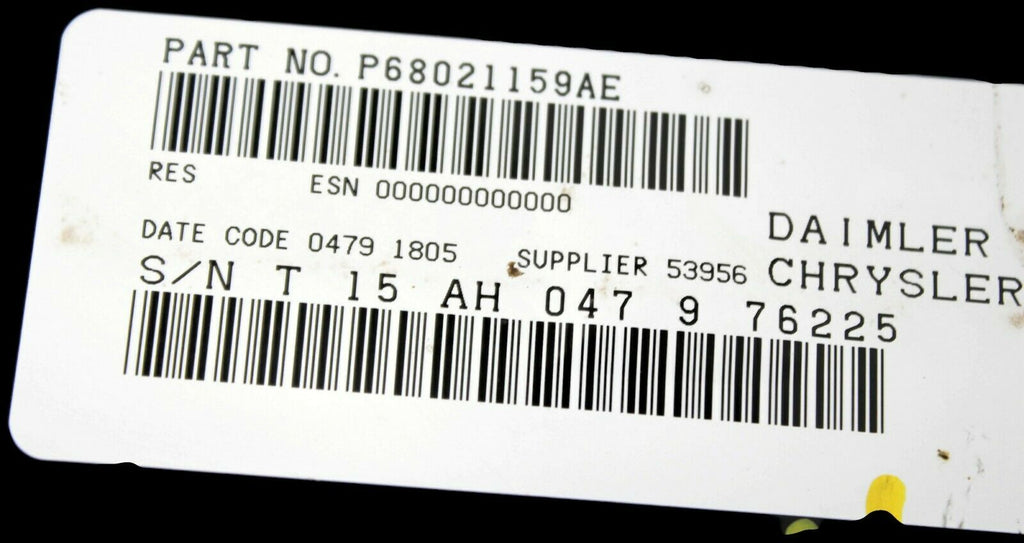 PART NO. P68021159AE
RES ESN 000000000000
DATE CODE 0479 1805 SUPPLIER 53956
DAIMLER
CHRYSLER
S/N T 15 AH 047 9 76225